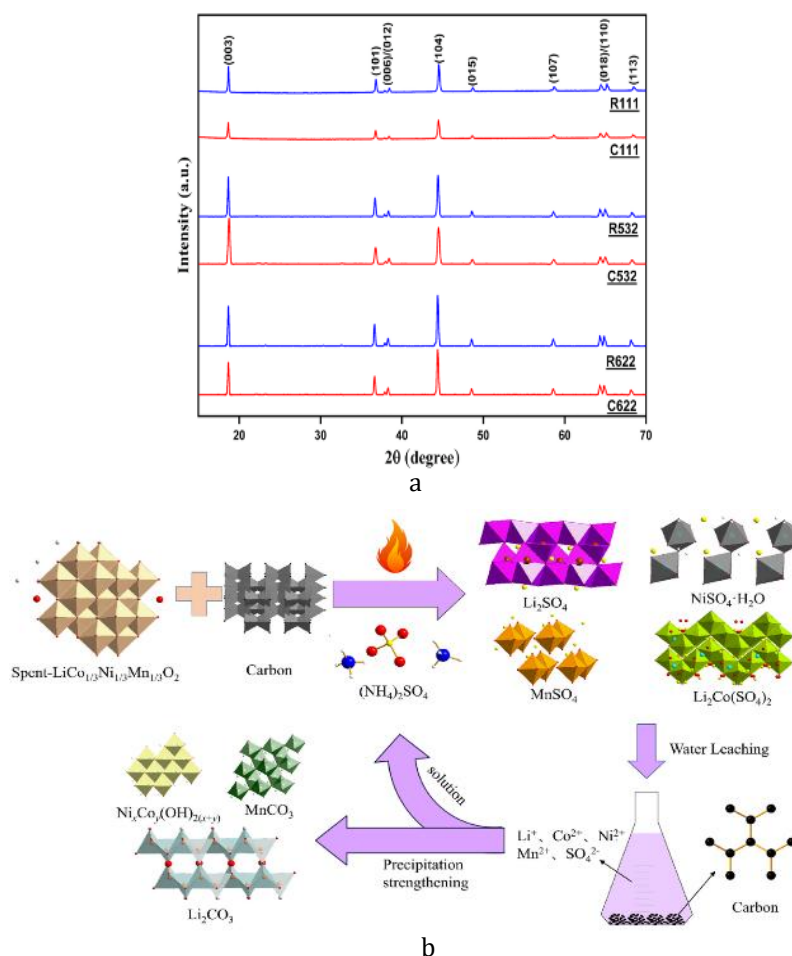 (003)
(101)
(006)/(012)
(104)
(015)
(107)
(018)/(110)
(113)
R111
C111
R532
C532
R622
C622
Intensity (a.u.)
20 30 40 50 60 70
2θ (degree)
a
Spent-LiCo1/3Ni1/3Mn1/3O2
Carbon
(NH4)2SO4
Li2SO4
NiSO4·H2O
MnSO4
Li2Co(SO4)2
Water Leaching
Li+、Co2+、Ni2+
Mn2+、SO42-
Carbon
solution
Precipitation
strengthening
NixCoy(OH)2(x+y)
MnCO3
Li2CO3
b